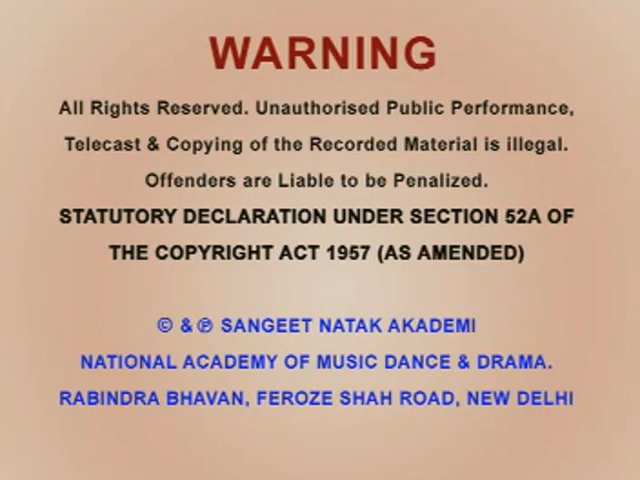 WARNING
All Rights Reserved. Unauthorised Public Performance,
Telecast & Copying of the Recorded Material is illegal.
Offenders are Liable to be Penalized.
STATUTORY DECLARATION UNDER SECTION 52A OF
THE COPYRIGHT ACT 1957 (AS AMENDED)
© & ℗ SANGEET NATAK AKADEMI
NATIONAL ACADEMY OF MUSIC DANCE & DRAMA.
RABINDRA BHAVAN, FEROZE SHAH ROAD, NEW DELHI